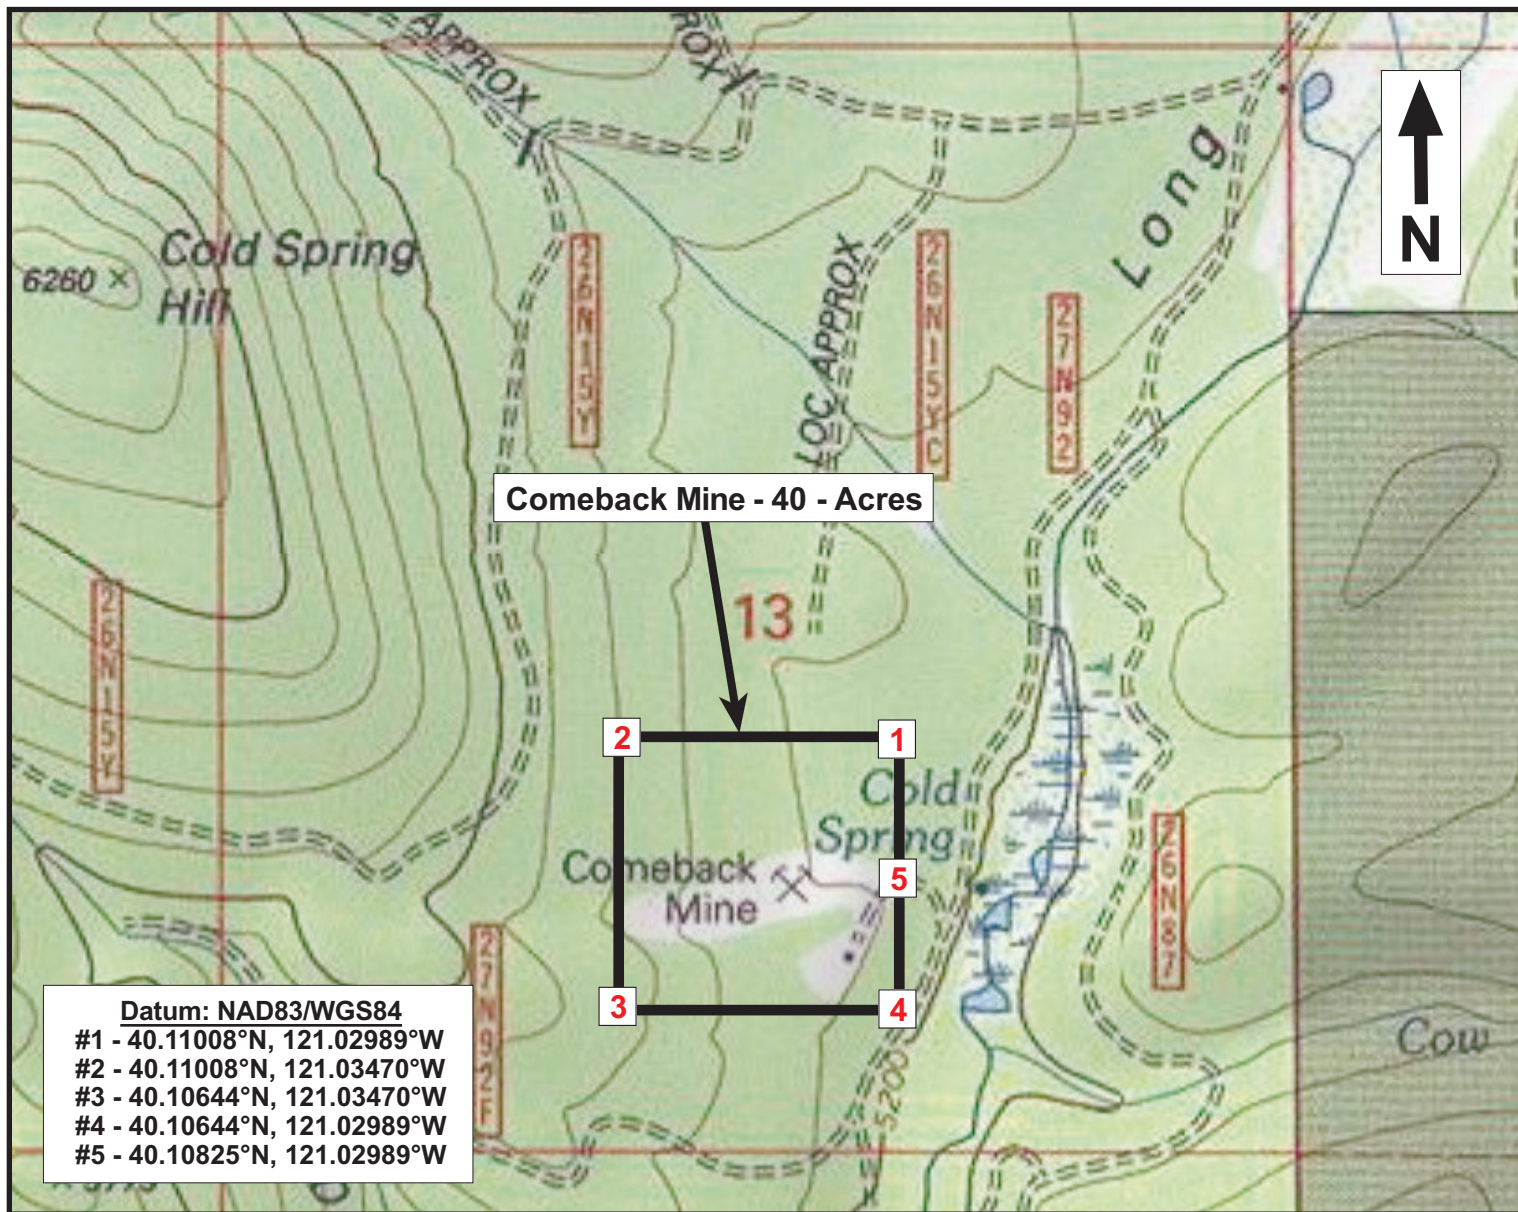 APPROX
ROX
Long
N
6260
Cold Spring
Hill
26N15Y
LOC APPROX
26N15YC
27N92
Comeback Mine - 40 - Acres
26N15Y
13
2
1
Cold
Spring
Comeback
Mine
5
26N87
27N92F
3
4
5200
Cow
Datum: NAD83/WGS84
#1 - 40.11008°N, 121.02989°W
#2 - 40.11008°N, 121.03470°W
#3 - 40.10644°N, 121.03470°W
#4 - 40.10644°N, 121.02989°W
#5 - 40.10825°N, 121.02989°W